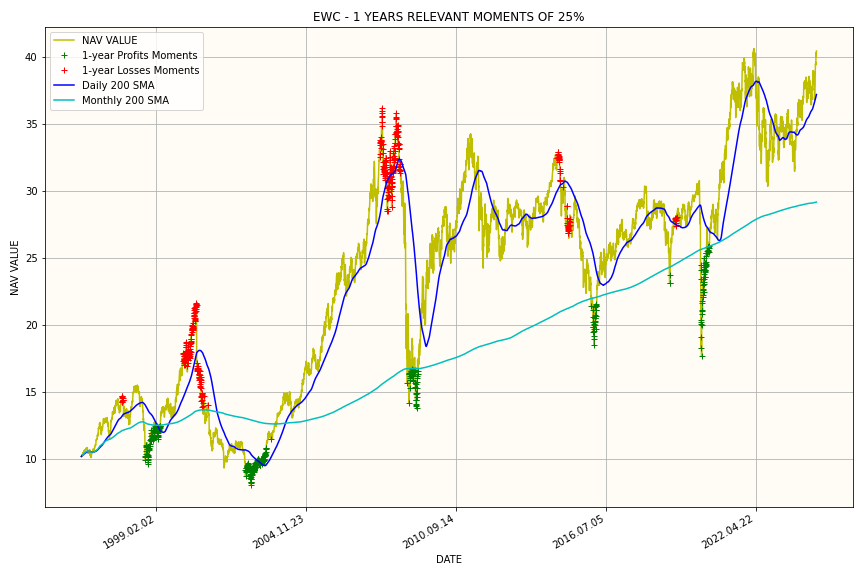 EWC - 1 YEARS RELEVANT MOMENTS OF 25%
NAV VALUE
1-year Profits Moments
1-year Losses Moments
Daily 200 SMA
Monthly 200 SMA
40
35
30
25
20
15
10
NAV VALUE
1999.02.02
2004.11.23
2010.09.14
2016.07.05
2022.04.22
DATE